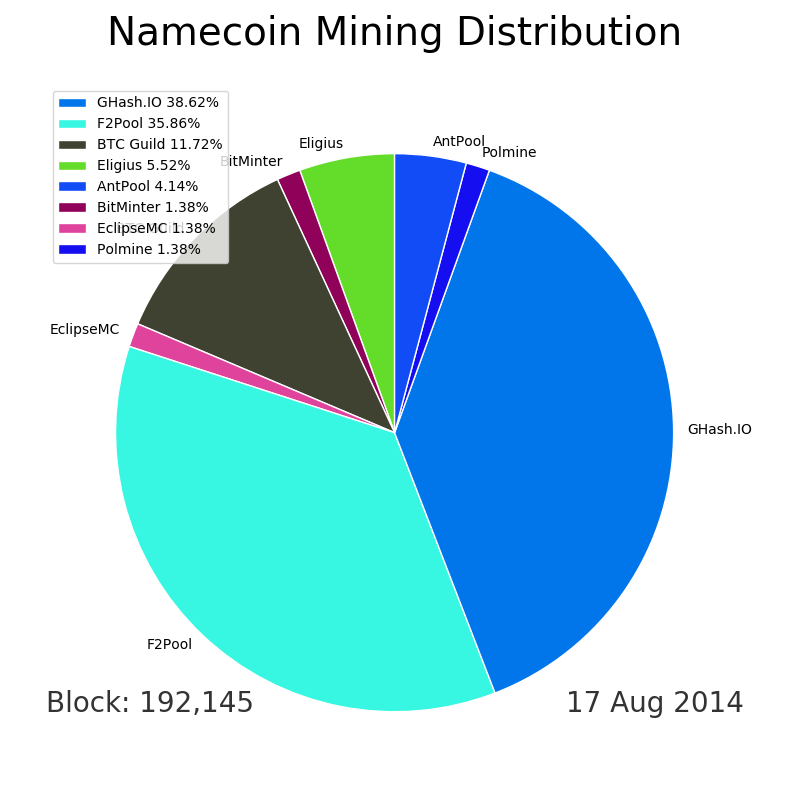 Namecoin Mining Distribution
GHash.IO 38.62%
F2Pool 35.86%
BTC Guild 11.72%
Eligius 5.52%
AntPool 4.14%
BitMinter 1.38%
EclipseMC 1.38%
Polmine 1.38%
AntPool
Polmine
Eligius
BitMinter
EclipseMC
GHash.IO
F2Pool
Block: 192,145
17 Aug 2014